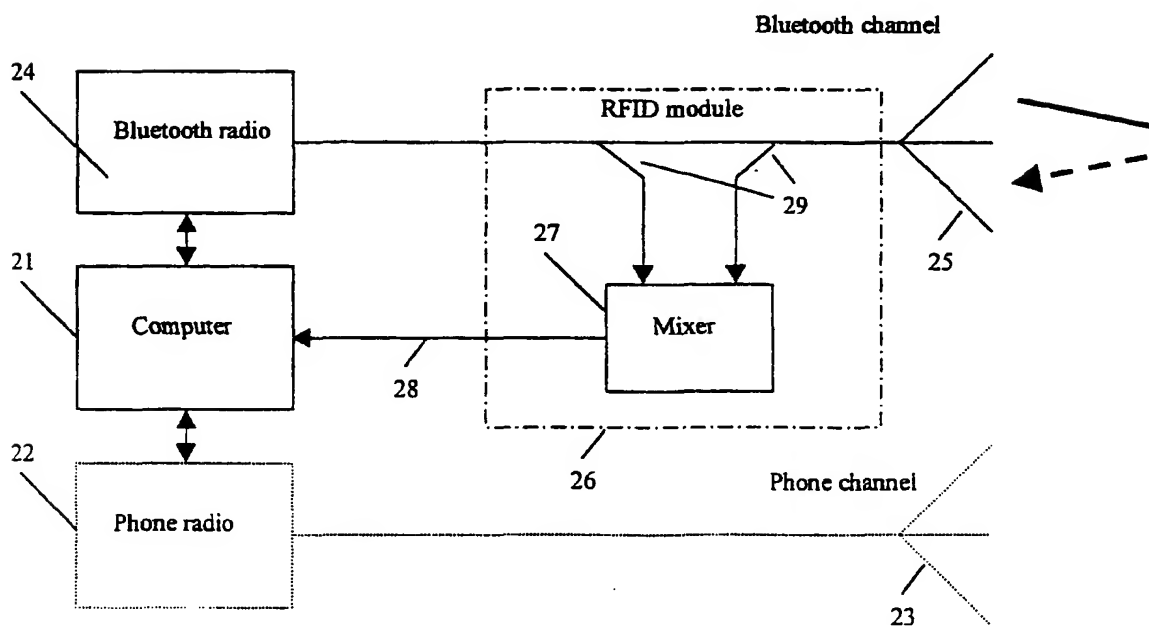 Bluetooth channel
24
Bluetooth radio
RFID module
29
25
27
21
Computer
Mixer
28
22
26
Phone channel
Phone radio
23